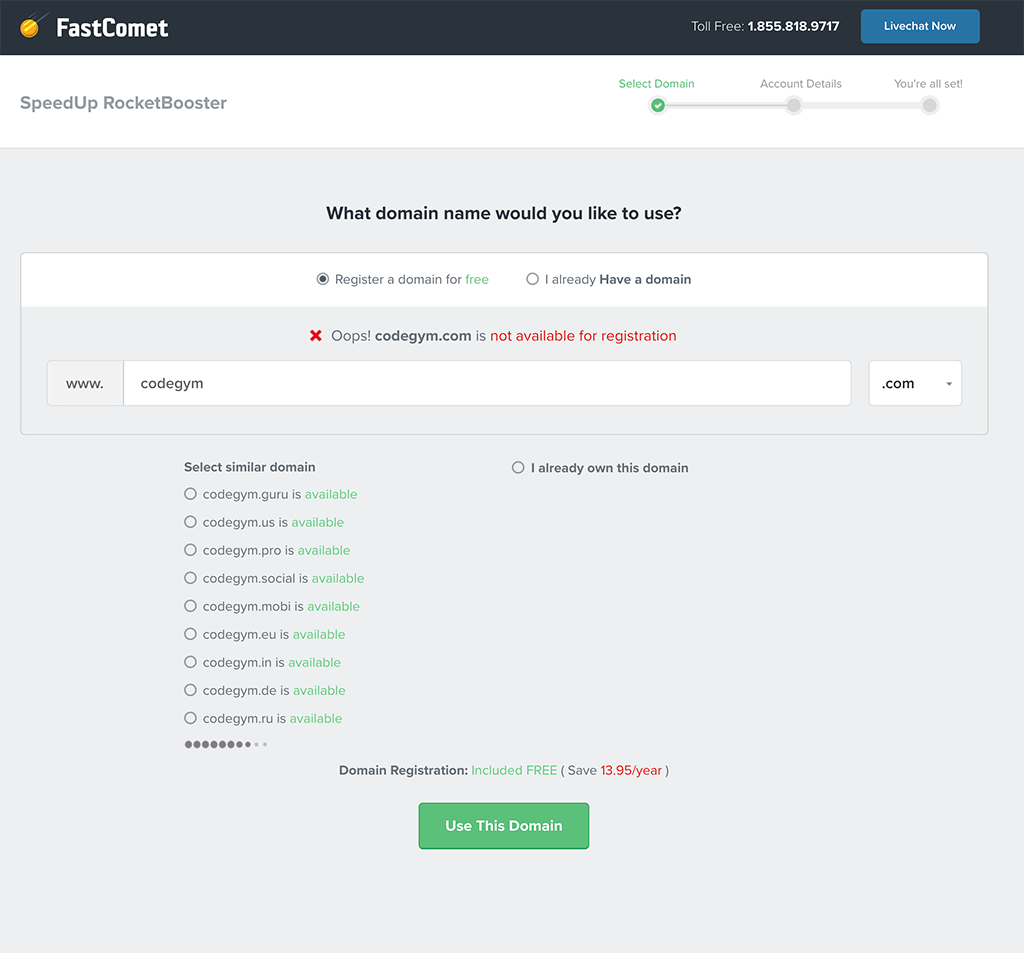 FastComet
Toll Free: 1.855.818.9717
Livechat Now
SpeedUp RocketBooster
Select Domain
Account Details
You're all set!
What domain name would you like to use?
Register a domain for free
I already Have a domain
Oops! codegym.com is not available for registration
www.
codegym
.com
Select similar domain
I already own this domain
codegym.guru is available
codegym.us is available
codegym.pro is available
codegym.social is available
codegym.mobi is available
codegym.eu is available
codegym.in is available
codegym.de is available
codegym.ru is available
Domain Registration: Included FREE ( Save 13.95/year )
Use This Domain